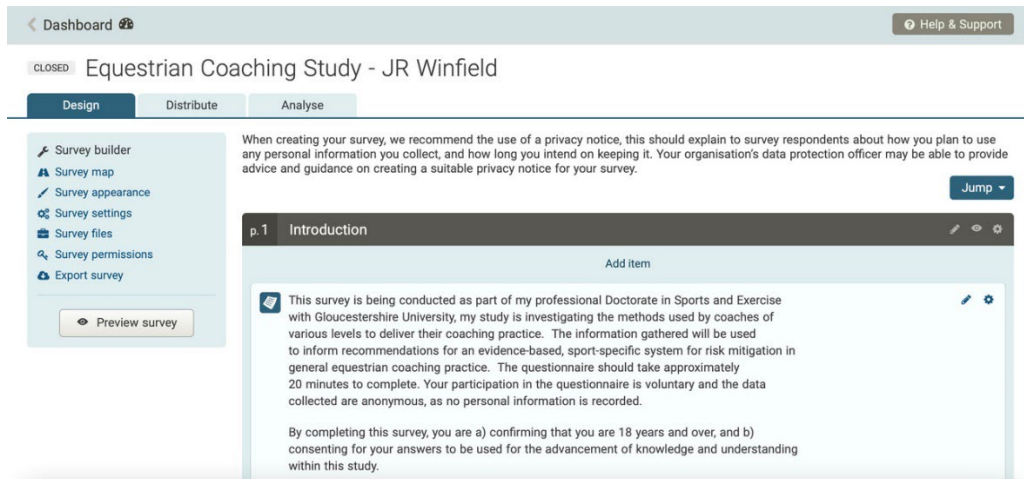 Dashboard
Help & Support
CLOSED Equestrian Coaching Study - JR Winfield
Design Distribute Analyse
Survey builder
Survey map
Survey appearance
Survey settings
Survey files
Survey permissions
Export survey
Preview survey
When creating your survey, we recommend the use of a privacy notice, this should explain to survey respondents about how you plan to use
any personal information you collect, and how long you intend on keeping it. Your organisation's data protection officer may be able to provide
advice and guidance on creating a suitable privacy notice for your survey.
Jump
p.1 Introduction
Add item
This survey is being conducted as part of my professional Doctorate in Sports and Exercise
with Gloucestershire University, my study is investigating the methods used by coaches of
various levels to deliver their coaching practice. The information gathered will be used
to inform recommendations for an evidence-based, sport-specific system for risk mitigation in
general equestrian coaching practice. The questionnaire should take approximately
20 minutes to complete. Your participation in the questionnaire is voluntary and the data
collected are anonymous, as no personal information is recorded.
By completing this survey, you are a) confirming that you are 18 years and over, and b)
consenting for your answers to be used for the advancement of knowledge and understanding
within this study.